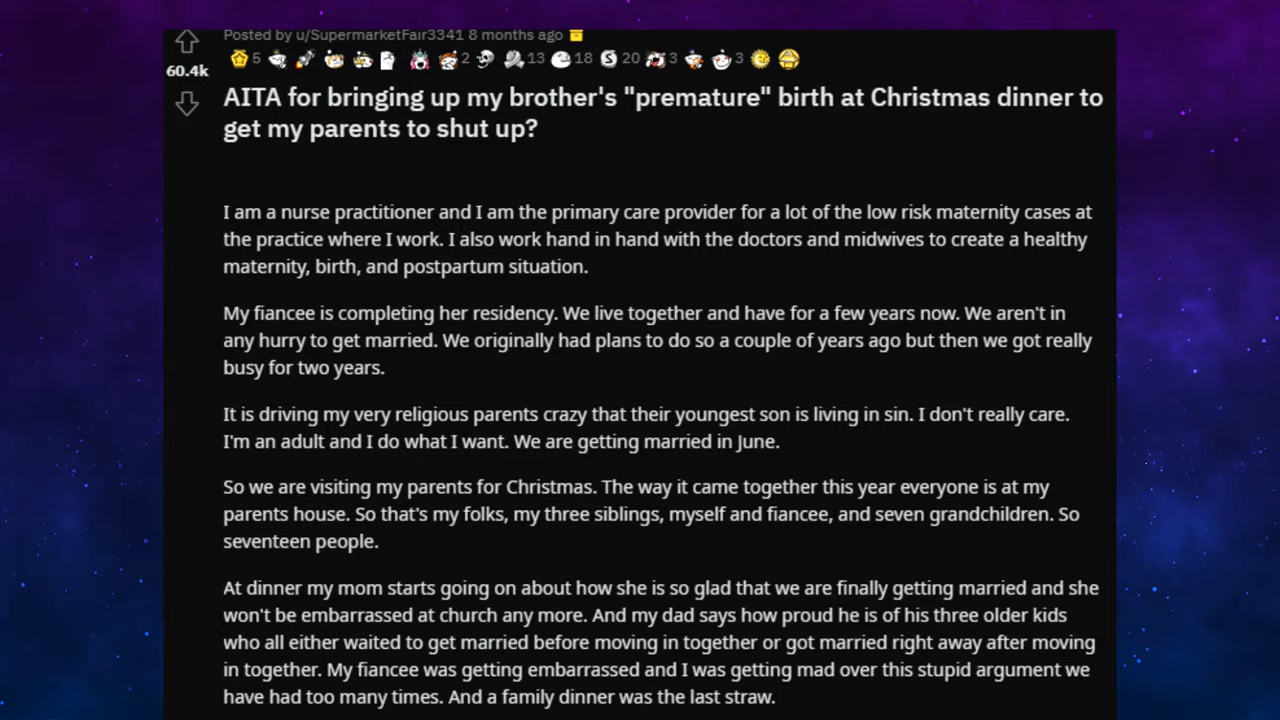 Posted by u/SupermarketFair3341 8 months ago
5 2 13 18 20 3 3
60.4k
AITA for bringing up my brother's "premature" birth at Christmas dinner to
get my parents to shut up?
I am a nurse practitioner and I am the primary care provider for a lot of the low risk maternity cases at
the practice where I work. I also work hand in hand with the doctors and midwives to create a healthy
maternity, birth, and postpartum situation.
My fiancee is completing her residency. We live together and have for a few years now. We aren't in
any hurry to get married. We originally had plans to do so a couple of years ago but then we got really
busy for two years.
It is driving my very religious parents crazy that their youngest son is living in sin. I don't really care.
I'm an adult and I do what I want. We are getting married in June.
So we are visiting my parents for Christmas. The way it came together this year everyone is at my
parents house. So that's my folks, my three siblings, myself and fiancee, and seven grandchildren. So
seventeen people.
At dinner my mom starts going on about how she is so glad that we are finally getting married and she
won't be embarrassed at church any more. And my dad says how proud he is of his three older kids
who all either waited to get married before moving in together or got married right away after moving
in together. My fiancee was getting embarrassed and I was getting mad over this stupid argument we
have had too many times. And a family dinner was the last straw.